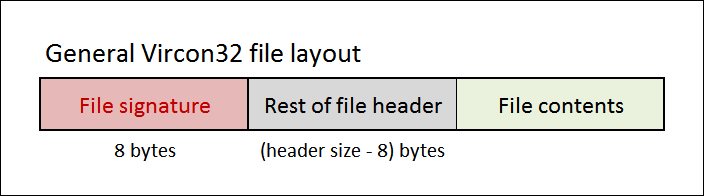 General Vircon32 file layout
File signature
Rest of file header
File contents
8 bytes
(header size - 8) bytes